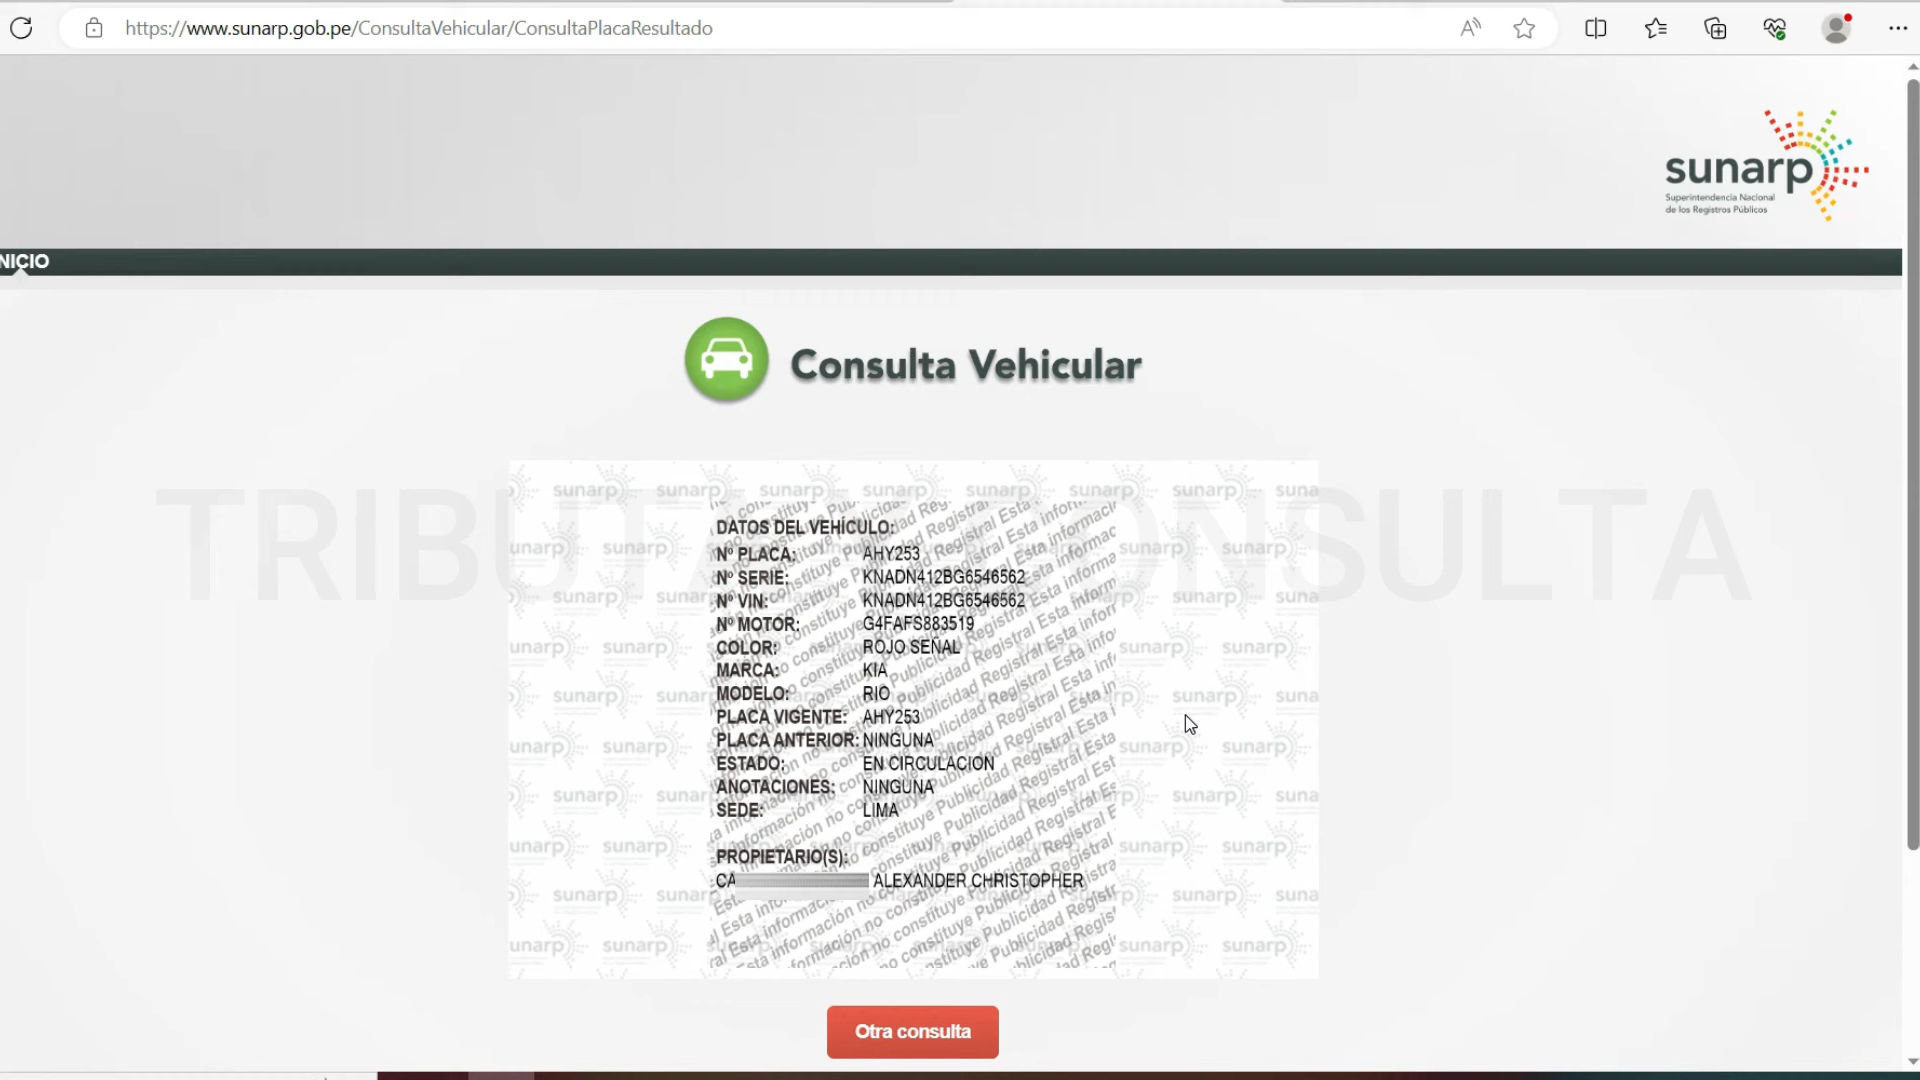 https://www.sunarp.gob.pe/ConsultaVehicular/ConsultaPlacaResultado
sunarp
Superintendencia Nacional
de los Registros Públicos
NICIO
Consulta Vehicular
DATOS DEL VEHÍCULO:
Nº PLACA: AHY253
Nº SERIE: KNADN412BG6546562
Nº VIN: KNADN412BG6546562
Nº MOTOR: G4FAFS883519
COLOR: ROJO SEÑAL
MARCA: KIA
MODELO: RIO
PLACA VIGENTE: AHY253
PLACA ANTERIOR: NINGUNA
ESTADO: EN CIRCULACION
ANOTACIONES: NINGUNA
SEDE: LIMA
PROPIETARIO(S):
CA ALEXANDER CHRISTOPHER
Otra consulta